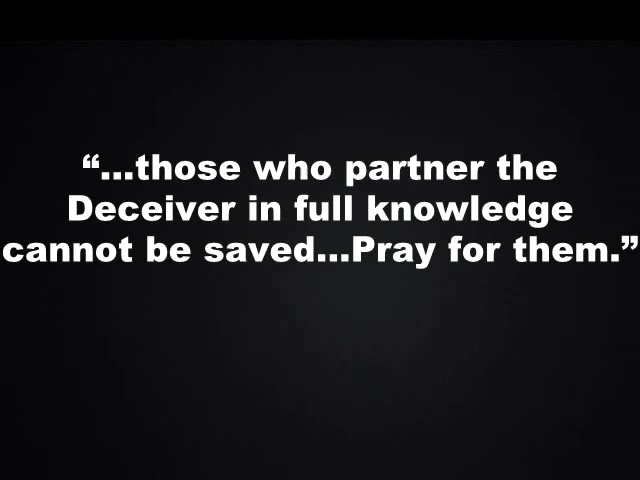 “...those who partner the
Deceiver in full knowledge
cannot be saved...Pray for them.”